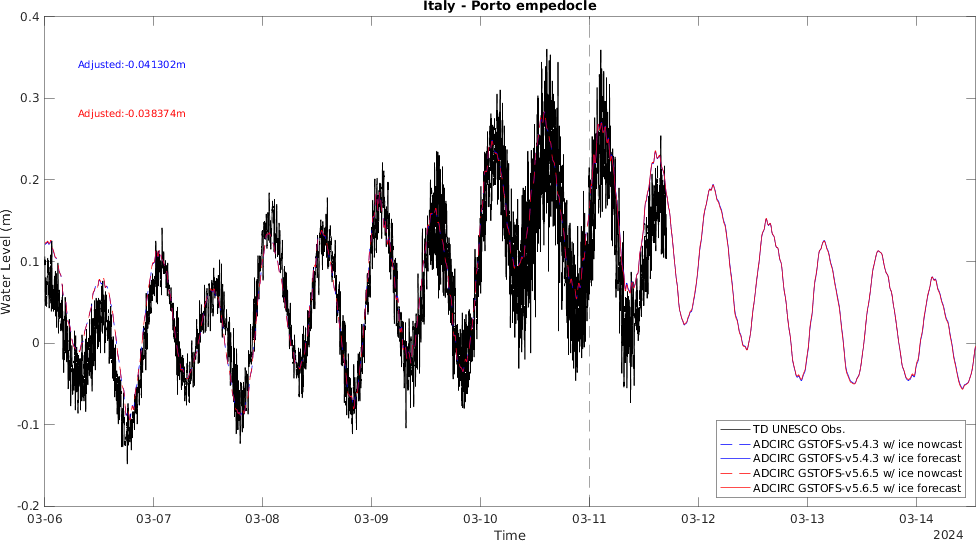 Italy - Porto empedocle
Adjusted:-0.041302m
Adjusted:-0.038374m
Water Level (m)
0.4
0.3
0.2
0.1
0
-0.1
-0.2
TD UNESCO Obs.
ADCIRC GSTOFS-v5.4.3 w/ ice nowcast
ADCIRC GSTOFS-v5.4.3 w/ ice forecast
ADCIRC GSTOFS-v5.6.5 w/ ice nowcast
ADCIRC GSTOFS-v5.6.5 w/ ice forecast
03-06 03-07 03-08 03-09 03-10 03-11 03-12 03-13 03-14
Time
2024